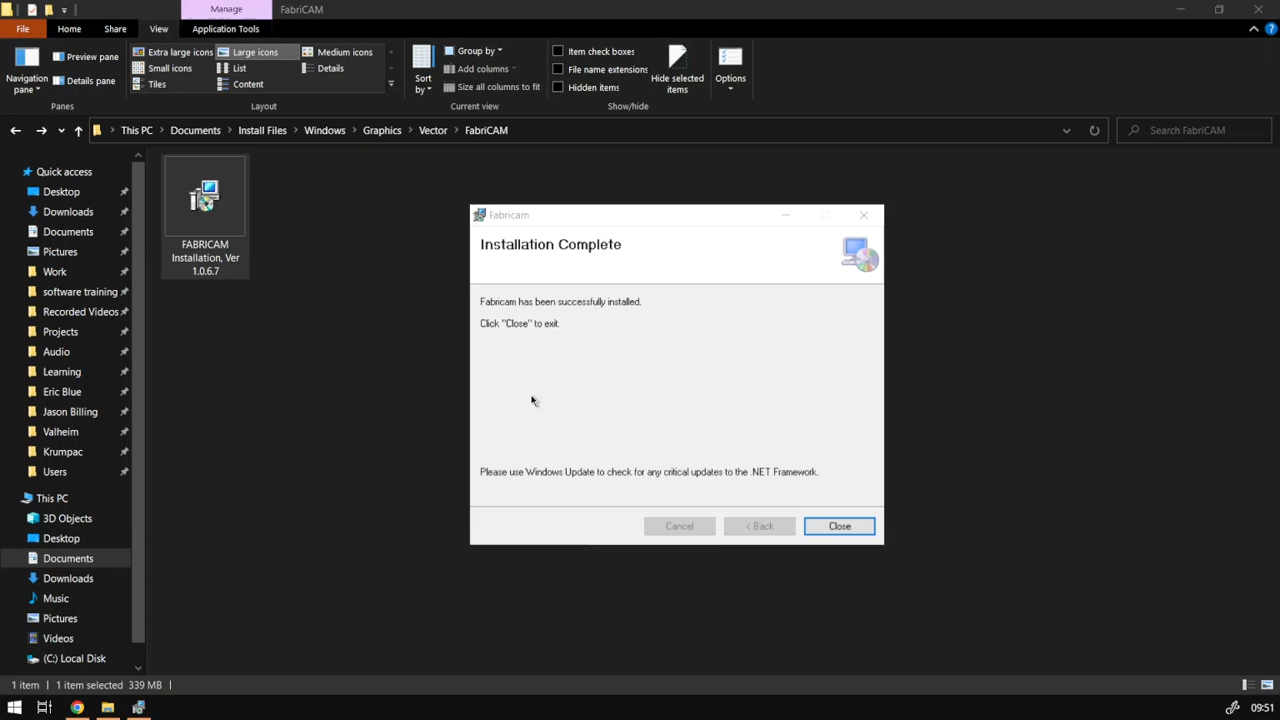 Manage
FabriCAM
File
Home
Share
View
Application Tools
Navigation pane
Preview pane
Details pane
Panes
Extra large icons
Large icons
Medium icons
Small icons
List
Details
Tiles
Content
Layout
Sort by
Group by
Add columns
Size all columns to fit
Current view
Item check boxes
File name extensions
Hidden items
Hide selected items
Show/hide
Options
This PC
Documents
Install Files
Windows
Graphics
Vector
FabriCAM
Search FabriCAM
Quick access
Desktop
Downloads
Documents
Pictures
Work
software training
Recorded Videos
Projects
Audio
Learning
Eric Blue
Jason Billing
Valheim
Krumpac
Users
This PC
3D Objects
Desktop
Documents
Downloads
Music
Pictures
Videos
(C:) Local Disk
FABRICAM
Installation, Ver
1.0.6.7
Fabricam
Installation Complete
Fabricam has been successfully installed.
Click "Close" to exit.
Please use Windows Update to check for any critical updates to the .NET Framework.
Cancel
< Back
Close
1 item
1 item selected 339 MB
09:51